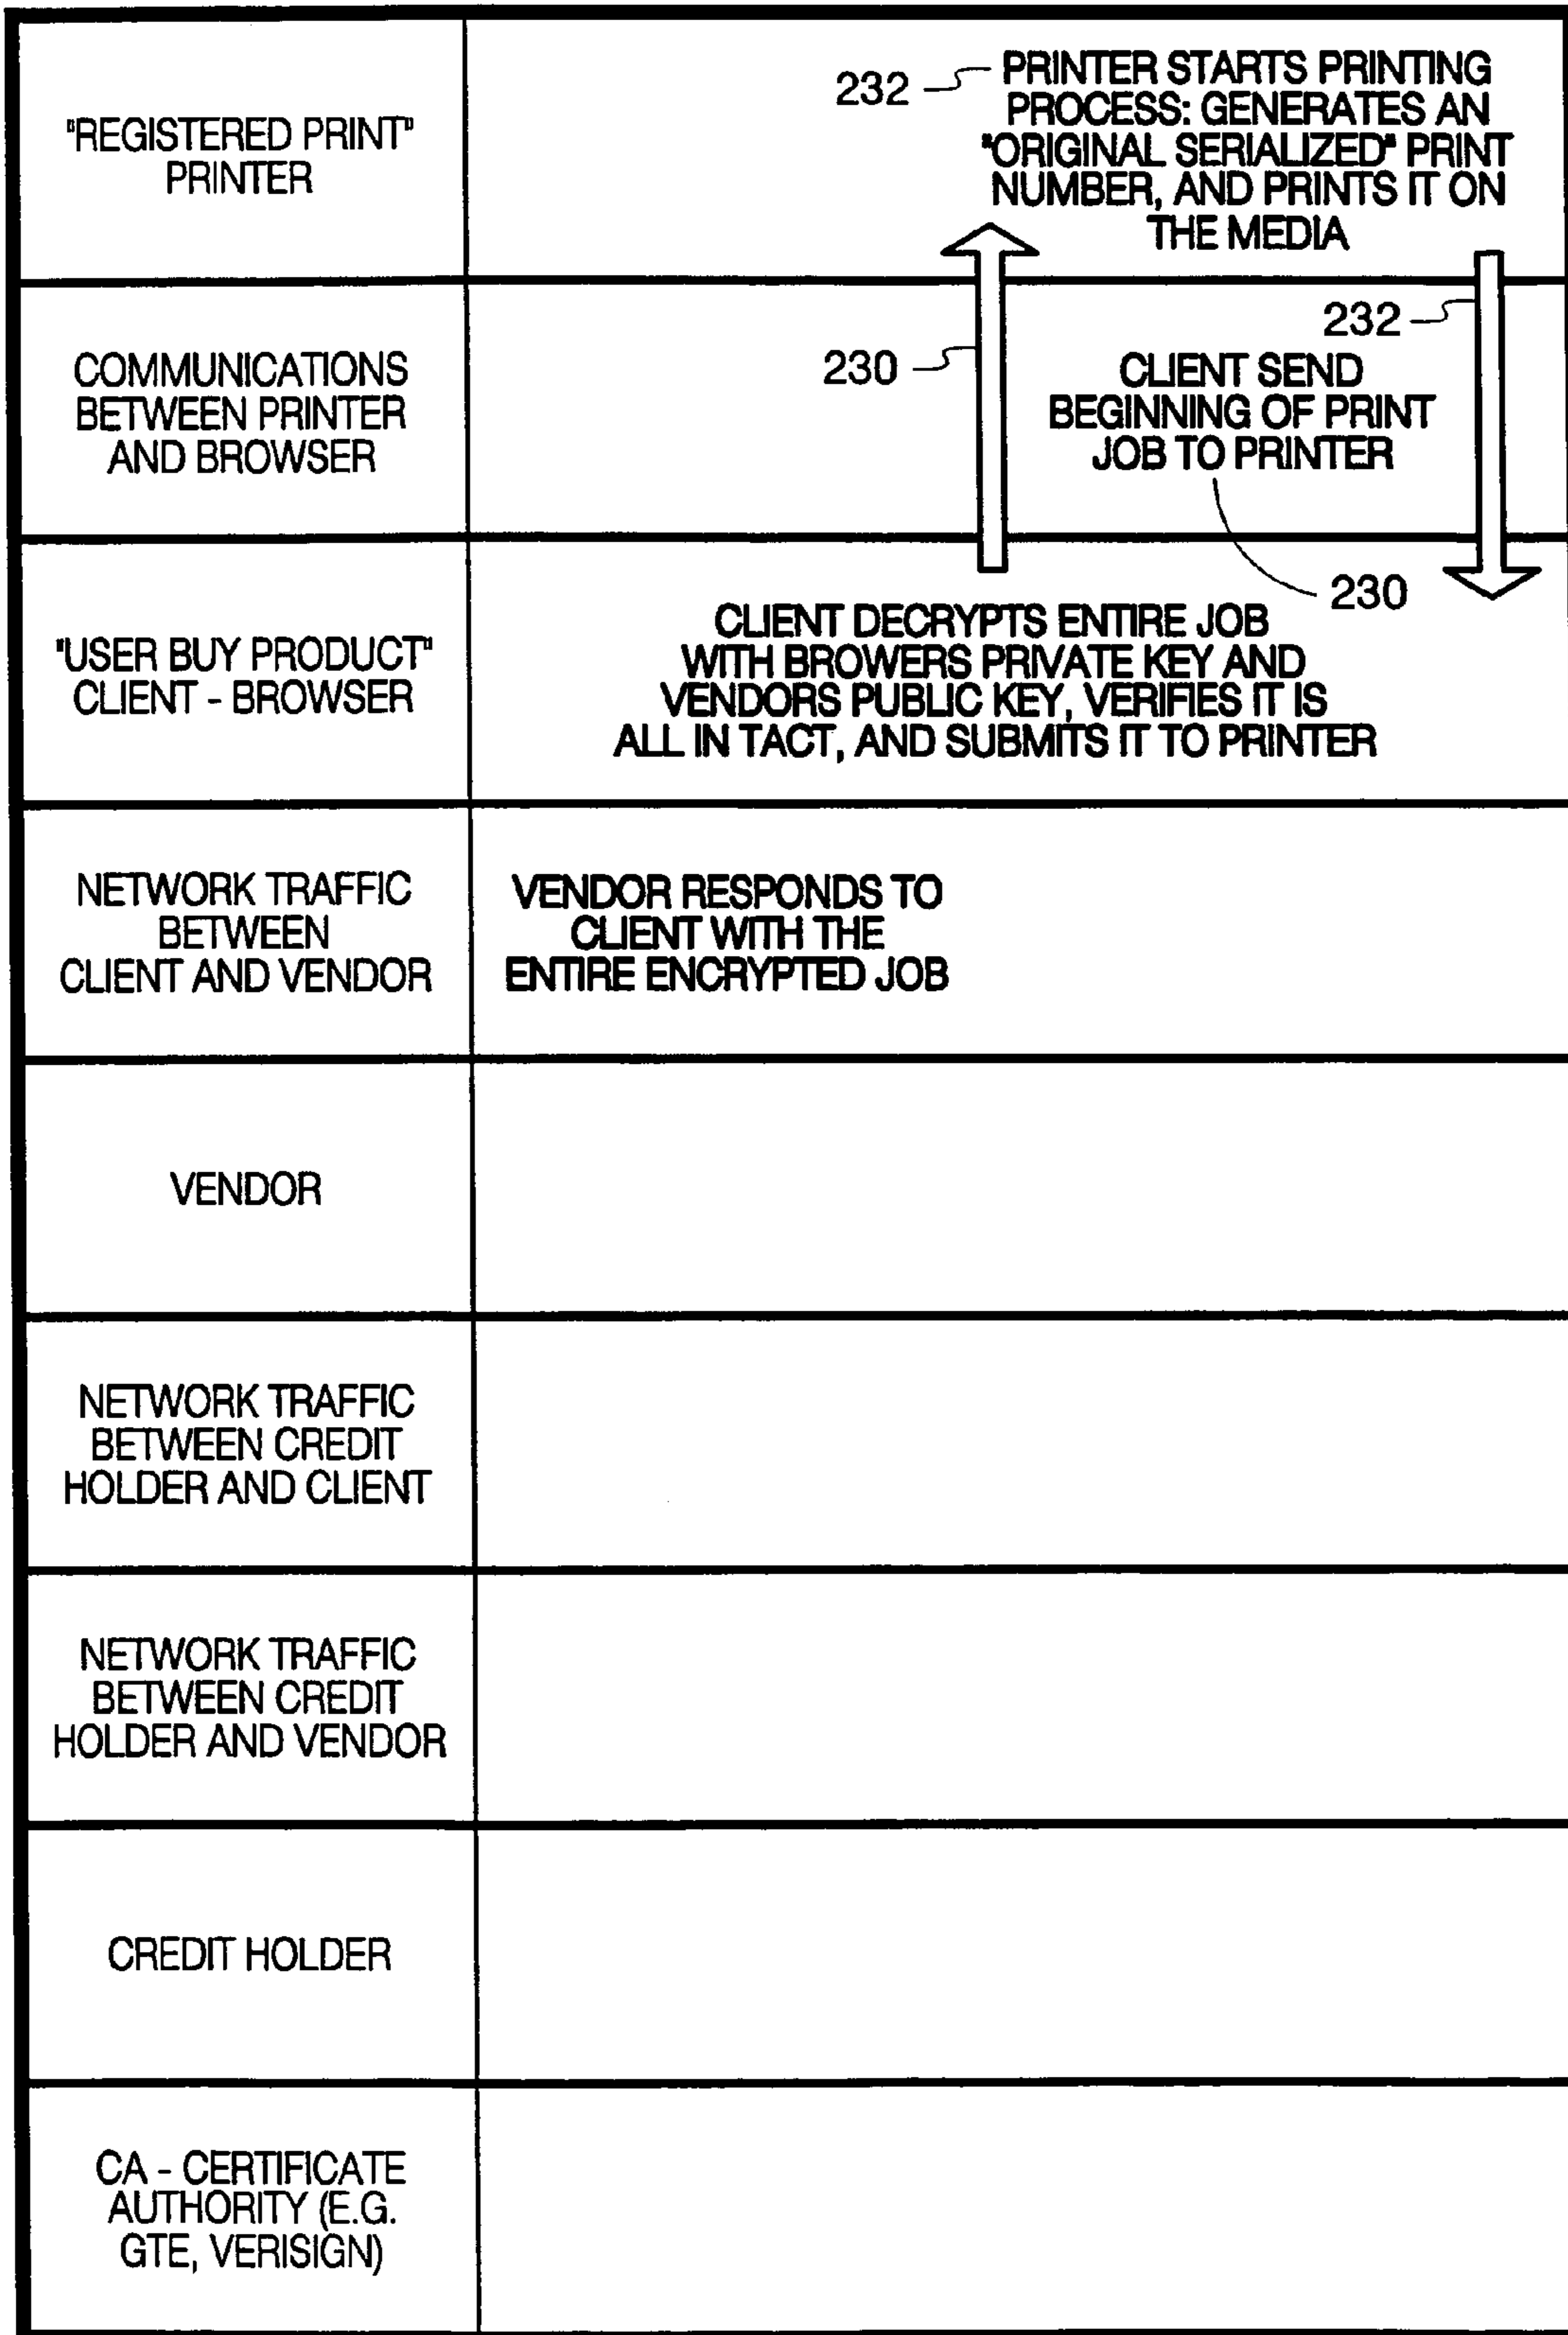 "REGISTERED PRINT"
PRINTER
232
PRINTER STARTS PRINTING
PROCESS: GENERATES AN
"ORIGINAL SERIALIZED" PRINT
NUMBER, AND PRINTS IT ON
THE MEDIA
COMMUNICATIONS
BETWEEN PRINTER
AND BROWSER
230
CLIENT SEND
BEGINNING OF PRINT
JOB TO PRINTER
232
230
"USER BUY PRODUCT"
CLIENT - BROWSER
CLIENT DECRYPTS ENTIRE JOB
WITH BROWERS PRIVATE KEY AND
VENDORS PUBLIC KEY, VERIFIES IT IS
ALL IN TACT, AND SUBMITS IT TO PRINTER
NETWORK TRAFFIC
BETWEEN
CLIENT AND VENDOR
VENDOR RESPONDS TO
CLIENT WITH THE
ENTIRE ENCRYPTED JOB
VENDOR
NETWORK TRAFFIC
BETWEEN CREDIT
HOLDER AND CLIENT
NETWORK TRAFFIC
BETWEEN CREDIT
HOLDER AND VENDOR
CREDIT HOLDER
CA - CERTIFICATE
AUTHORITY (E.G.
GTE, VERISIGN)